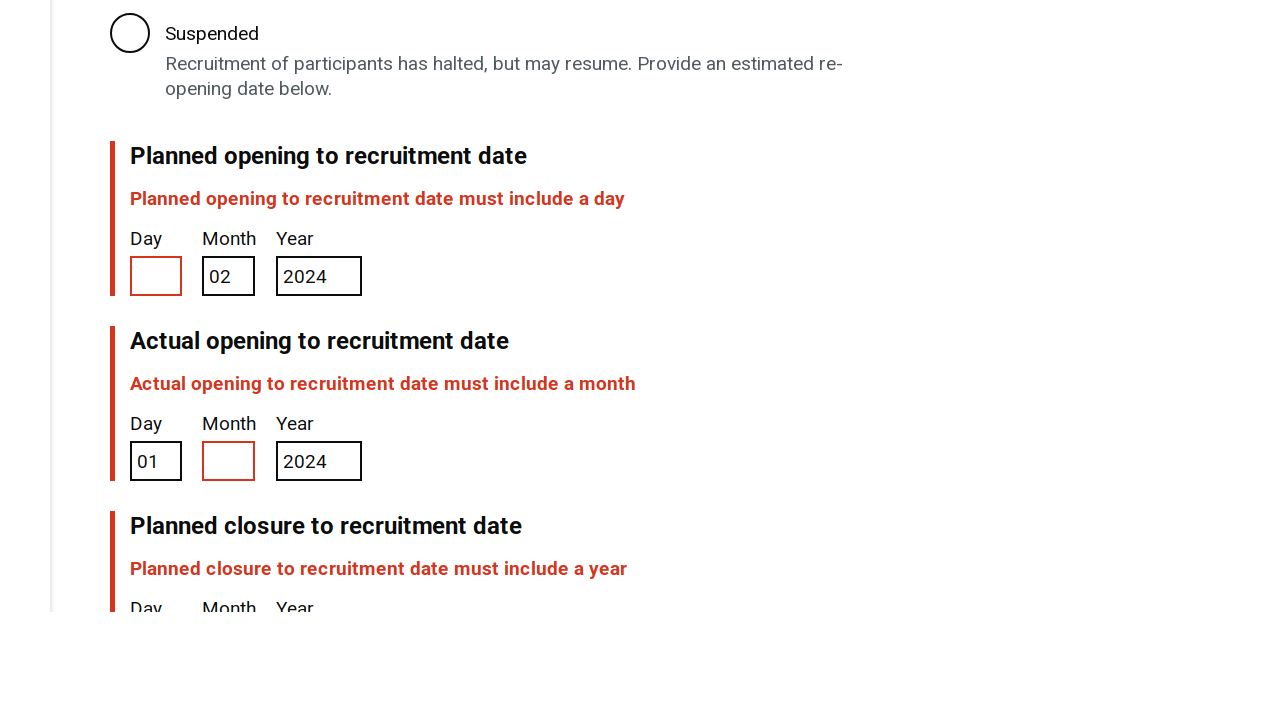 Suspended
Recruitment of participants has halted, but may resume. Provide an estimated re-
opening date below.
Planned opening to recruitment date
Planned opening to recruitment date must include a day
Day Month Year
02 2024
Actual opening to recruitment date
Actual opening to recruitment date must include a month
Day Month Year
01 2024
Planned closure to recruitment date
Planned closure to recruitment date must include a year
Day Month Year